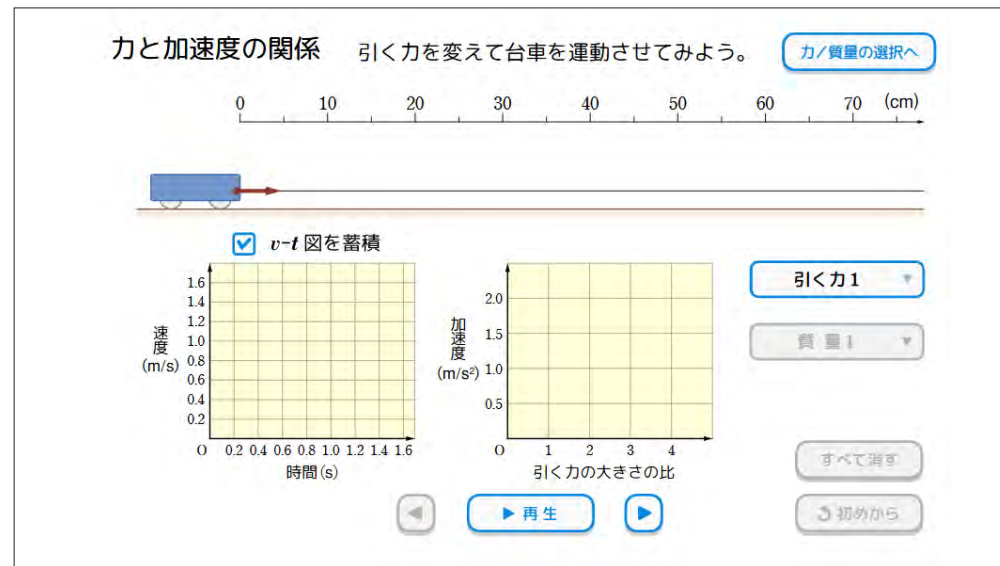 力と加速度の関係
引く力を変えて台車を運動させてみよう。
力/質量の選択へ
0 10 20 30 40 50 60 70 (cm)
v-t 図を蓄積
1.6
1.4
1.2
1.0
0.8
0.6
0.4
0.2
速度
(m/s)
O 0.2 0.4 0.6 0.8 1.0 1.2 1.4 1.6
時間(s)
2.0
1.5
1.0
0.5
加速度
(m/s²)
O 1 2 3 4
引く力の大きさの比
引く力1
質量1
すべて消す
初めから
再生